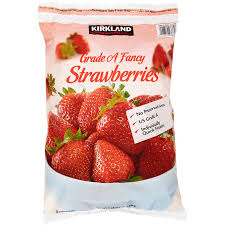 KIRKLAND
Grade A Fancy
Strawberries
No Preservatives
US Grade A
Individually
Quick Frozen